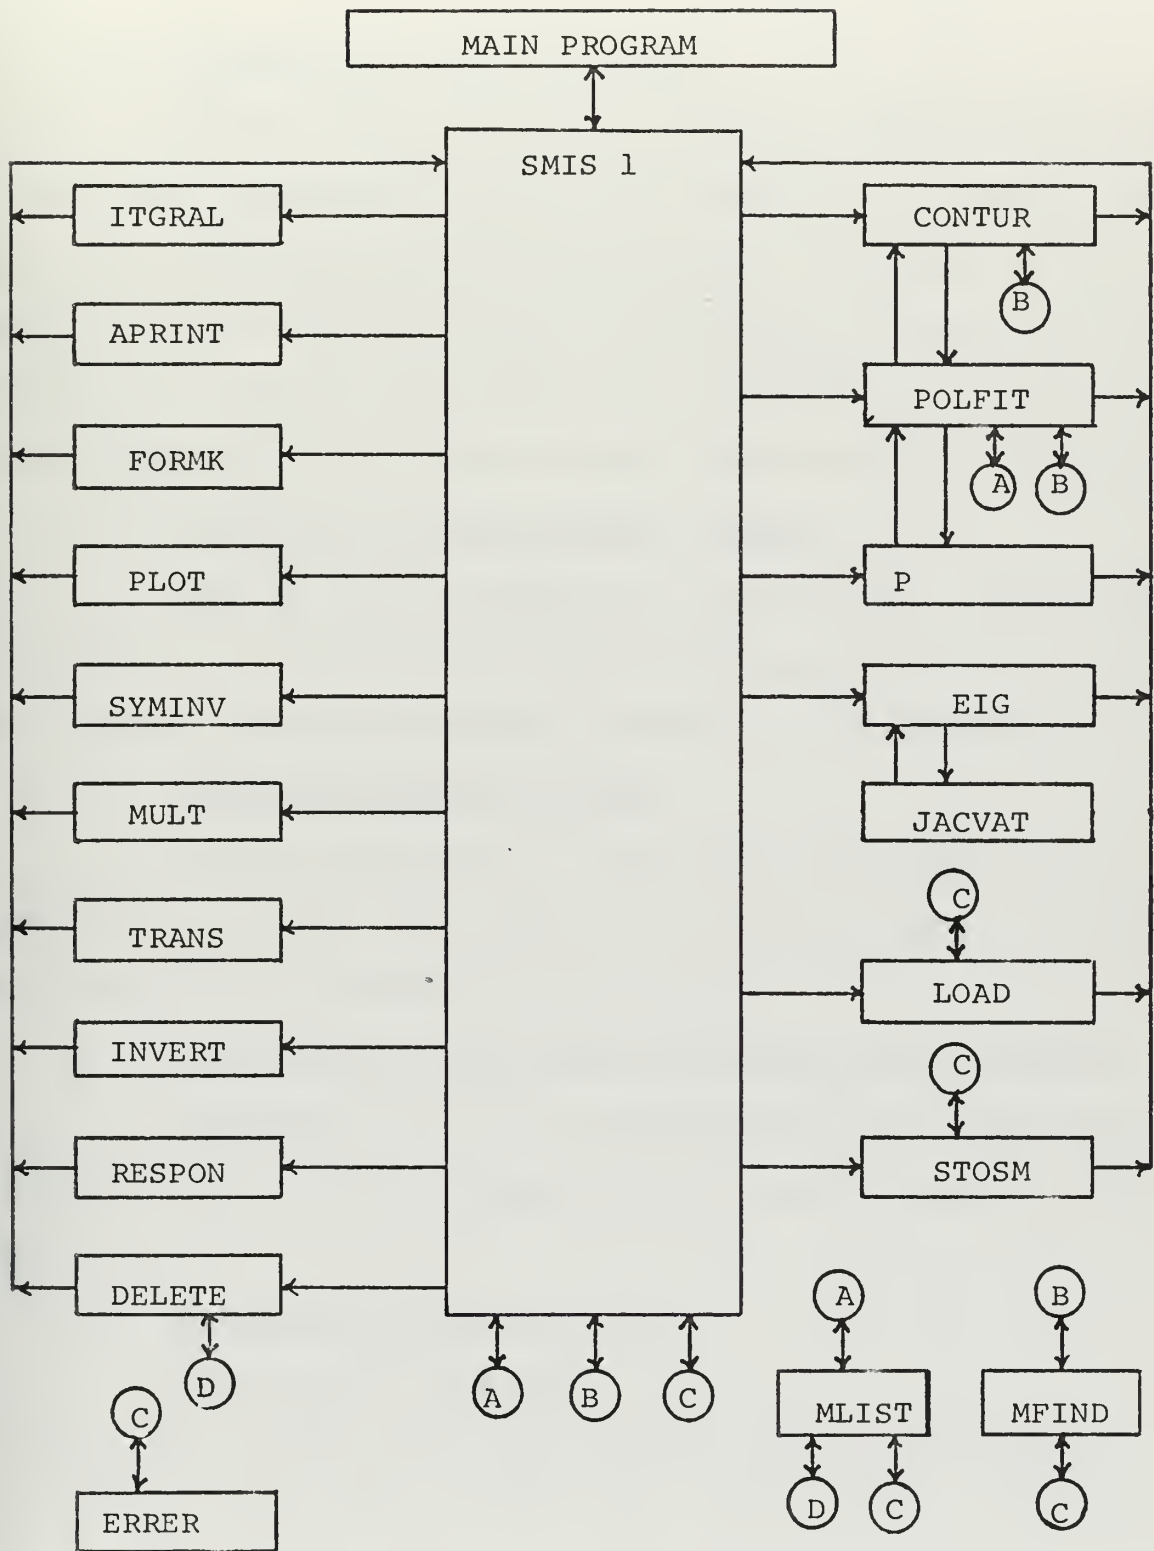 MAIN PROGRAM
SMIS 1
ITGRAL
APRINT
FORMK
PLOT
SYMINV
MULT
TRANS
INVERT
RESPON
DELETE
D
C
ERRER
A
B
C
CONTUR
B
POLFIT
A
B
P
EIG
JACVAT
C
LOAD
C
STOSM
A
MLIST
D
C
B
MFIND
C